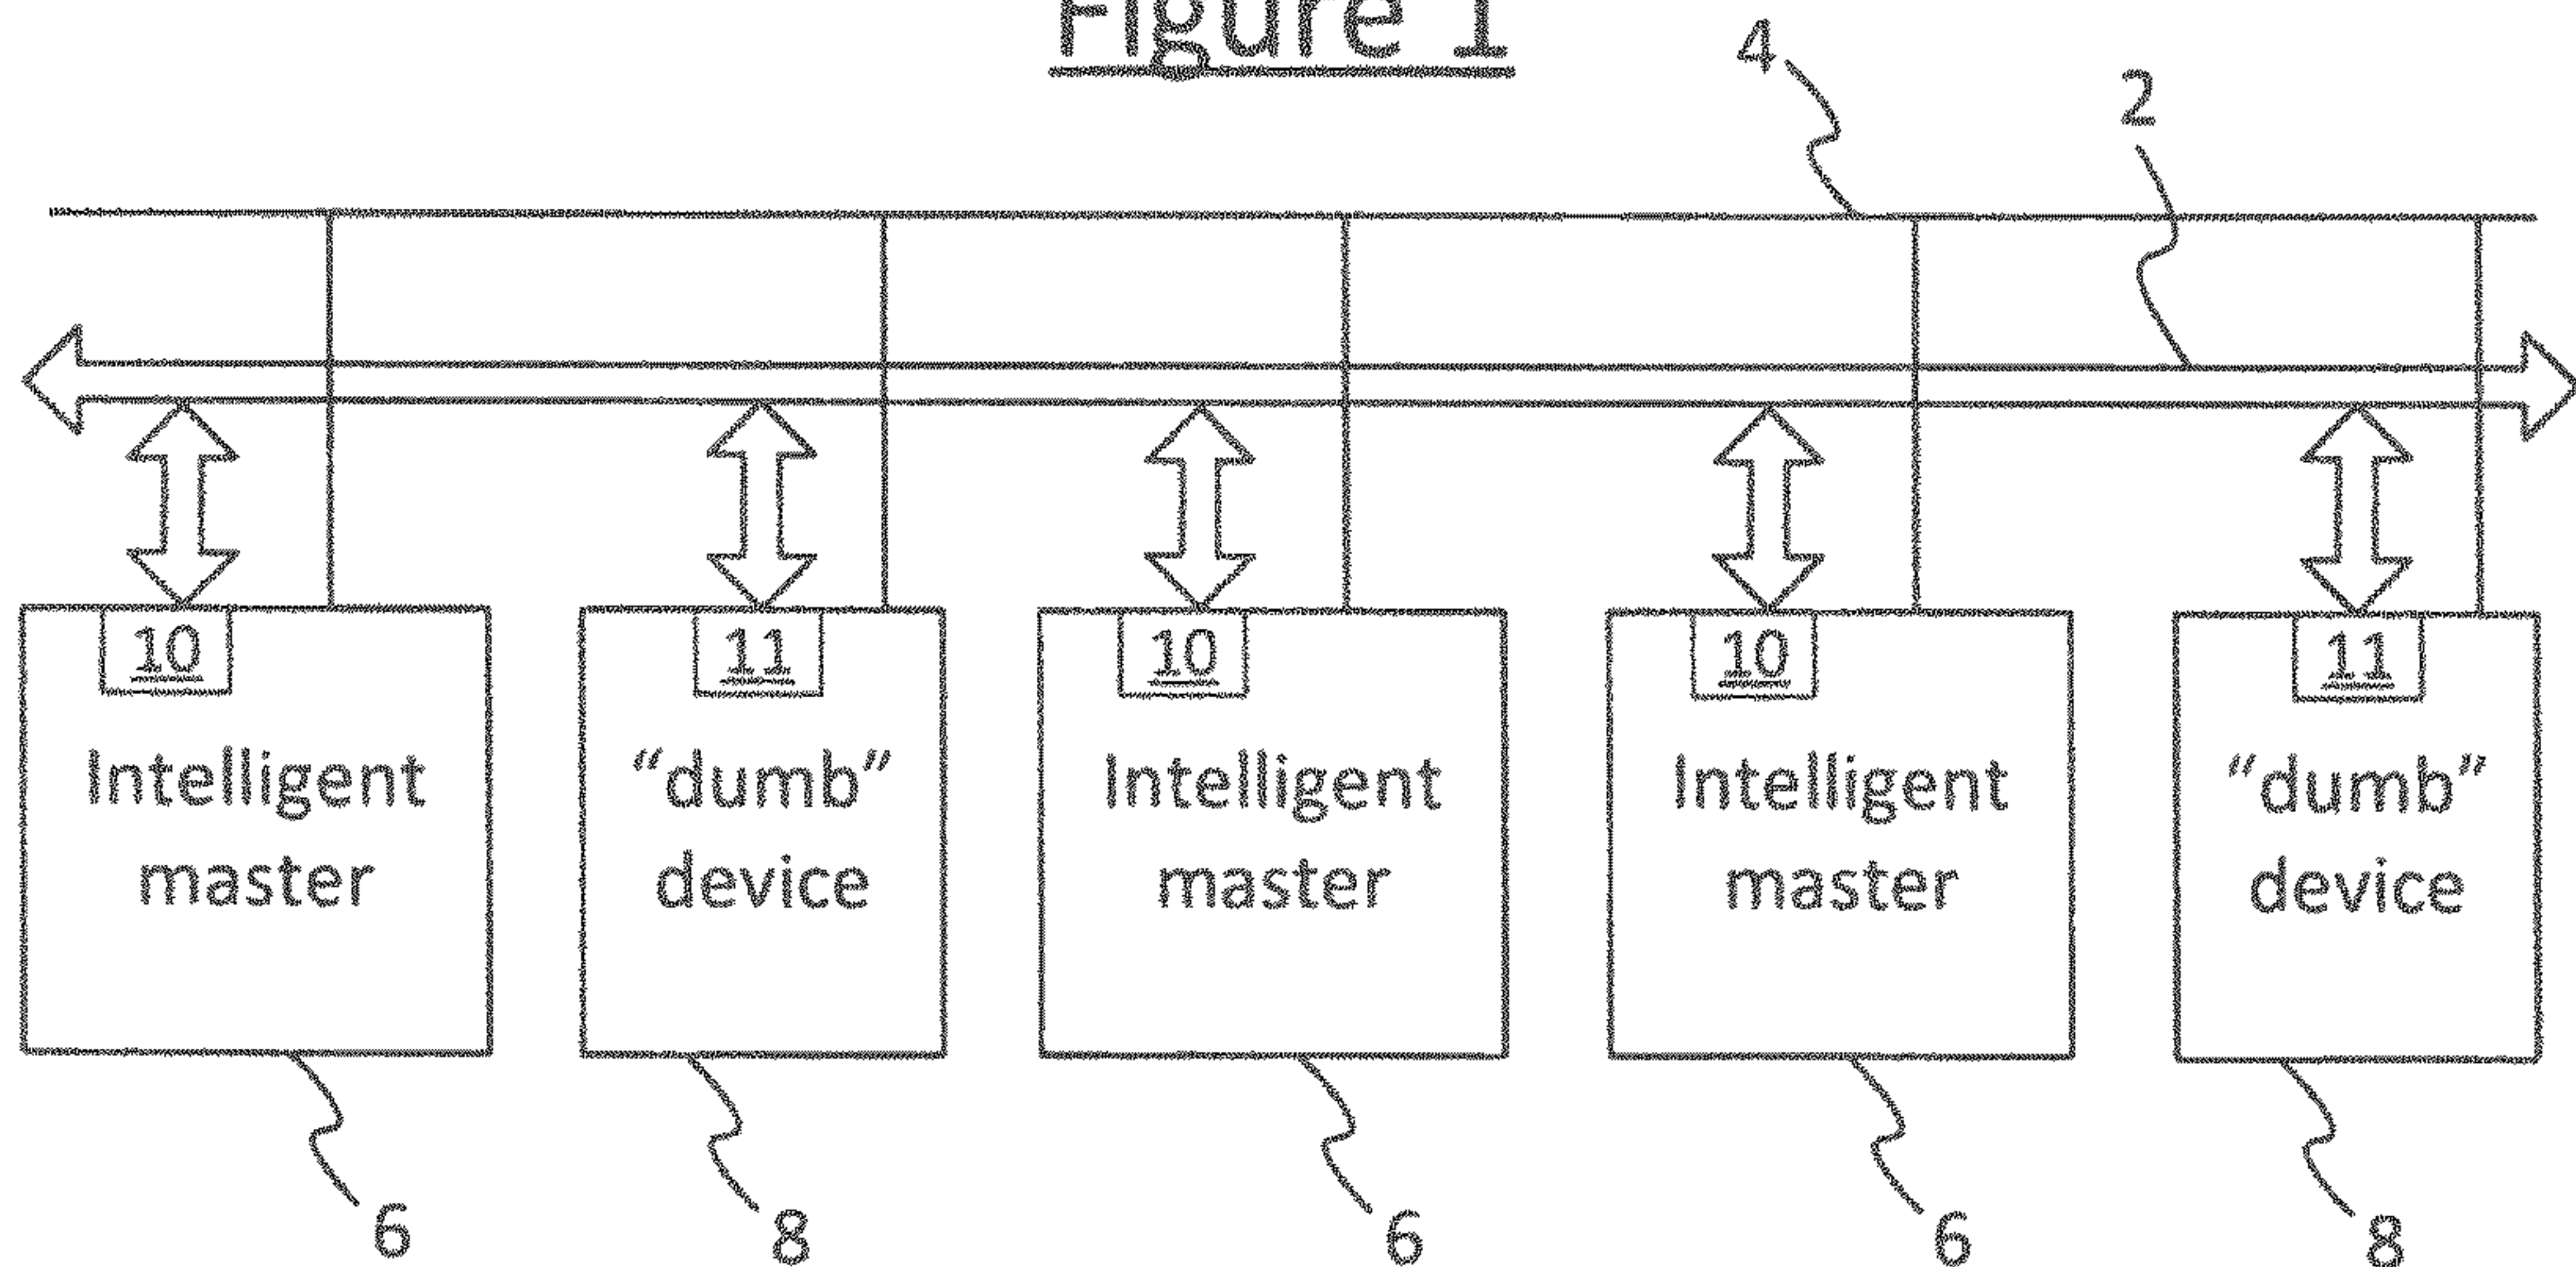 Figure 1
4
2
10
Intelligent
master
11
“dumb”
device
10
Intelligent
master
10
Intelligent
master
11
“dumb”
device
6
8
6
6
8